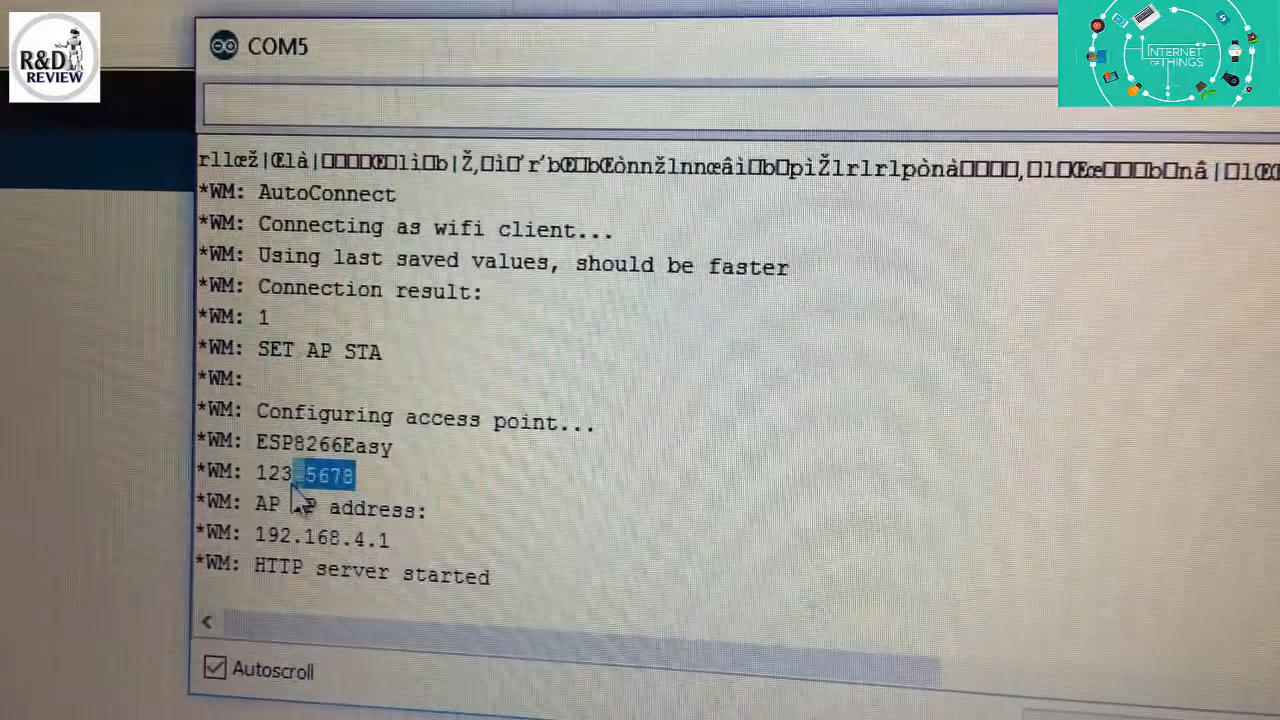 R&D
REVIEW
COM5
INTERNET
OF THINGS
*WM: AutoConnect
*WM: Connecting as wifi client...
*WM: Using last saved values, should be faster
*WM: Connection result:
*WM: 1
*WM: SET AP STA
*WM:
*WM: Configuring access point...
*WM: ESP8266Easy
*WM: 123 5678
*WM: AP address:
*WM: 192.168.4.1
*WM: HTTP server started
Autoscroll